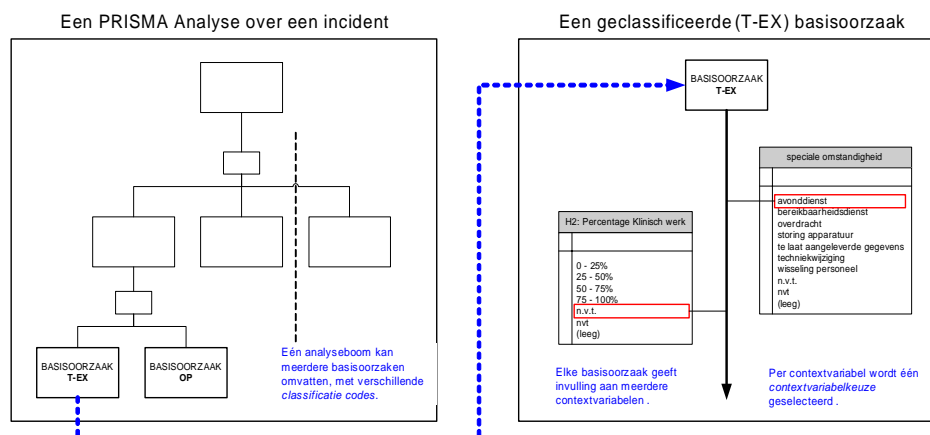 Een PRISMA Analyse over een incident
BASISOORZAAK
T-EX
BASISOORZAAK
OP
Eén analyseboom kan
meerdere basisoorzaken
omvatten, met verschillende
classificatie codes.
Een geclassificeerde (T-EX) basisoorzaak
BASISOORZAAK
T-EX
speciale omstandigheid
avonddienst
bereikbaarheidsdienst
overdracht
storing apparatuur
te laat aangeleverde gegevens
techniekwijziging
wisseling personeel
n.v.t.
nvt
(leeg)
H2: Percentage Klinisch werk
0 - 25%
25 - 50%
50 - 75%
75 - 100%
n.v.t.
nvt
(leeg)
Elke basisoorzaak geeft
invulling aan meerdere
contextvariabelen .
Per contextvariabel wordt één
contextvariabelkeuze
geselecteerd .